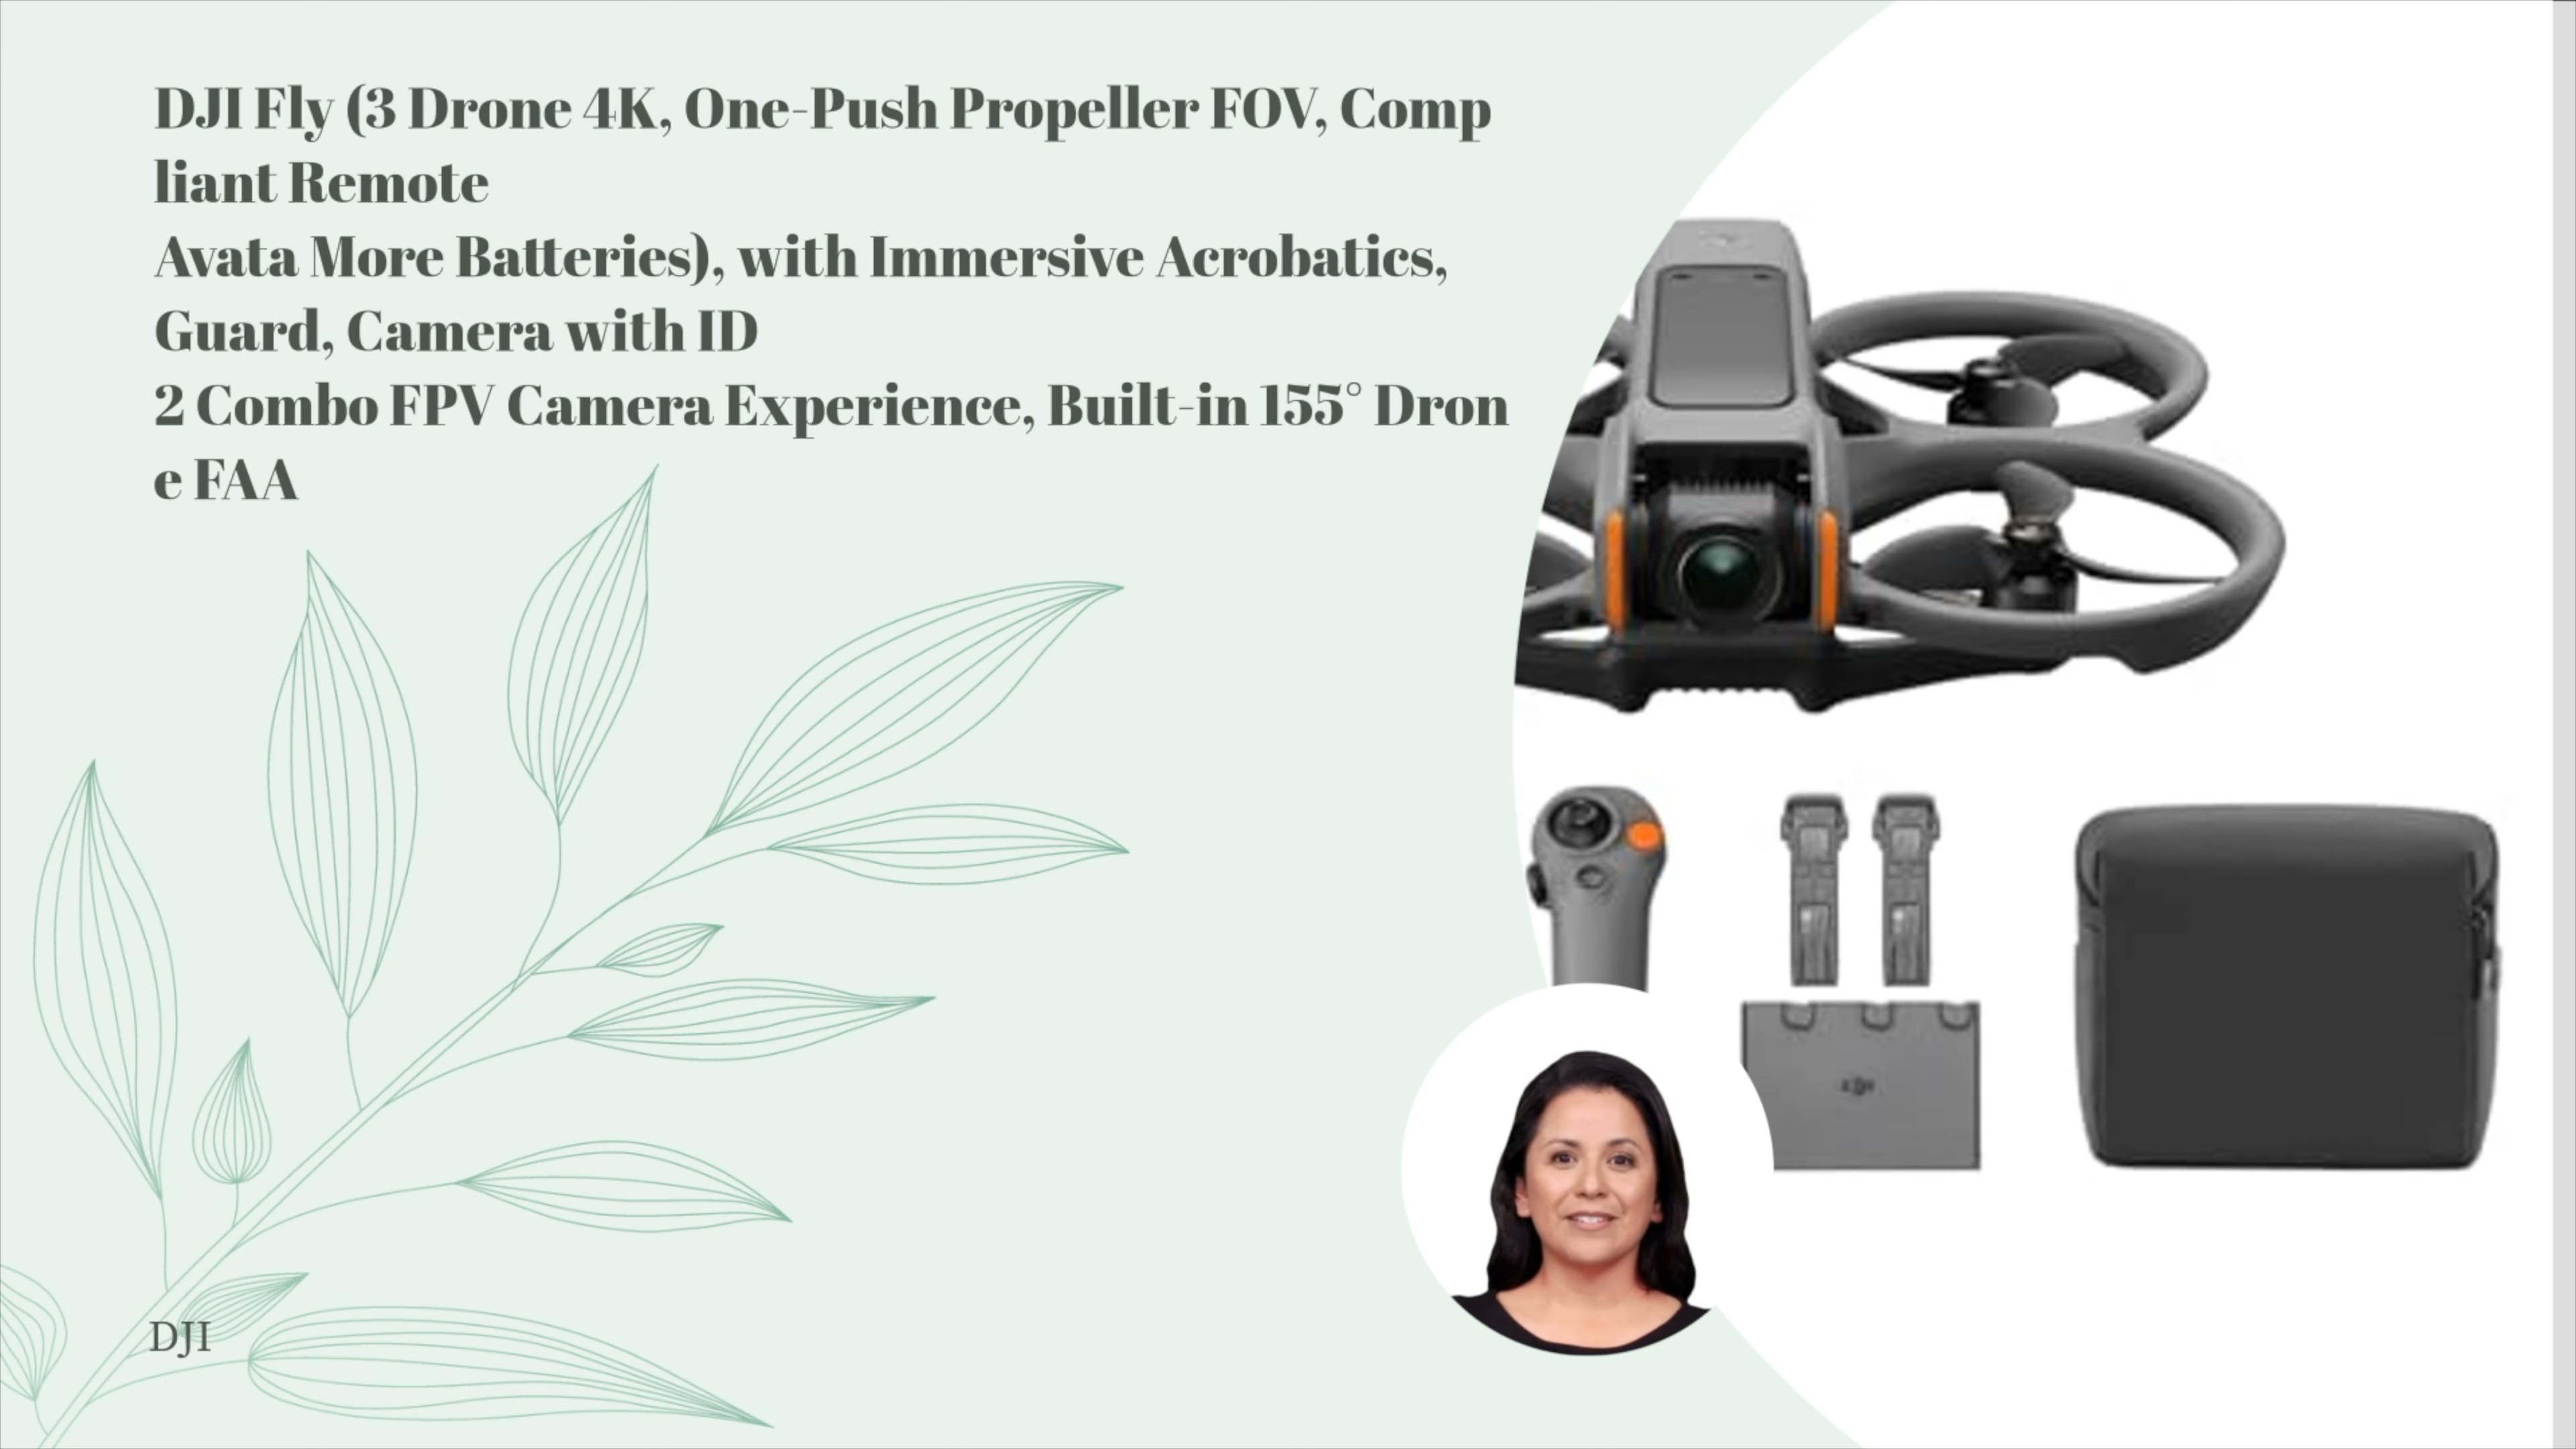 DJI Fly (3 Drone 4K, One-Push Propeller FOV, Comp
liant Remote
Avata More Batteries), with Immersive Acrobatics,
Guard, Camera with ID
2 Combo FPV Camera Experience, Built-in 155° Dron
e FAA
dji
DJI